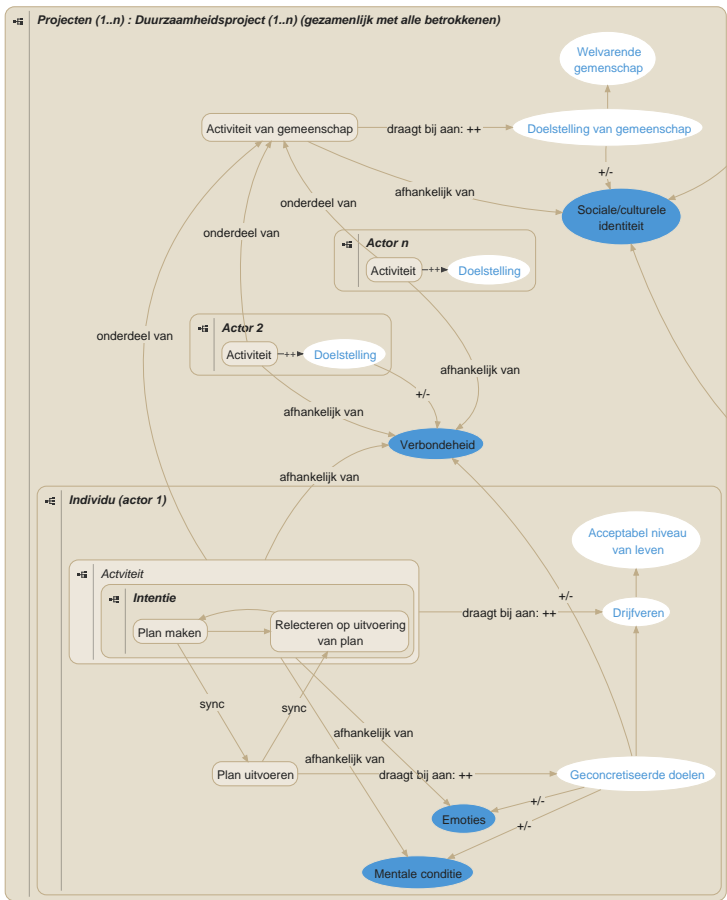 Projecten (1..n) : Duurzaamheidsproject (1..n) (gezamenlijk met alle betrokkenen)
Welvarende
gemenschap
Activiteit van gemeenschap
draagt bij aan: ++
Doelstelling van gemeenschap
+/-
afhankelijk van
Sociale/culturele
identiteit
onderdeel van
onderdeel van
Actor n
Activiteit
++
Doelstelling
Actor 2
onderdeel van
Activiteit
++
Doelstelling
afhankelijk van
+/-
afhankelijk van
Verbondeheid
afhankelijk van
Individu (actor 1)
Acceptabel niveau
van leven
Actviteit
Intentie
+/-
draagt bij aan: ++
Drijfveren
Plan maken
Relecteren op uitvoering
van plan
sync
sync
afhankelijk van
afhankelijk van
Plan uitvoeren
draagt bij aan: ++
Geconcretiseerde doelen
+/-
Emoties
+/-
Mentale conditie